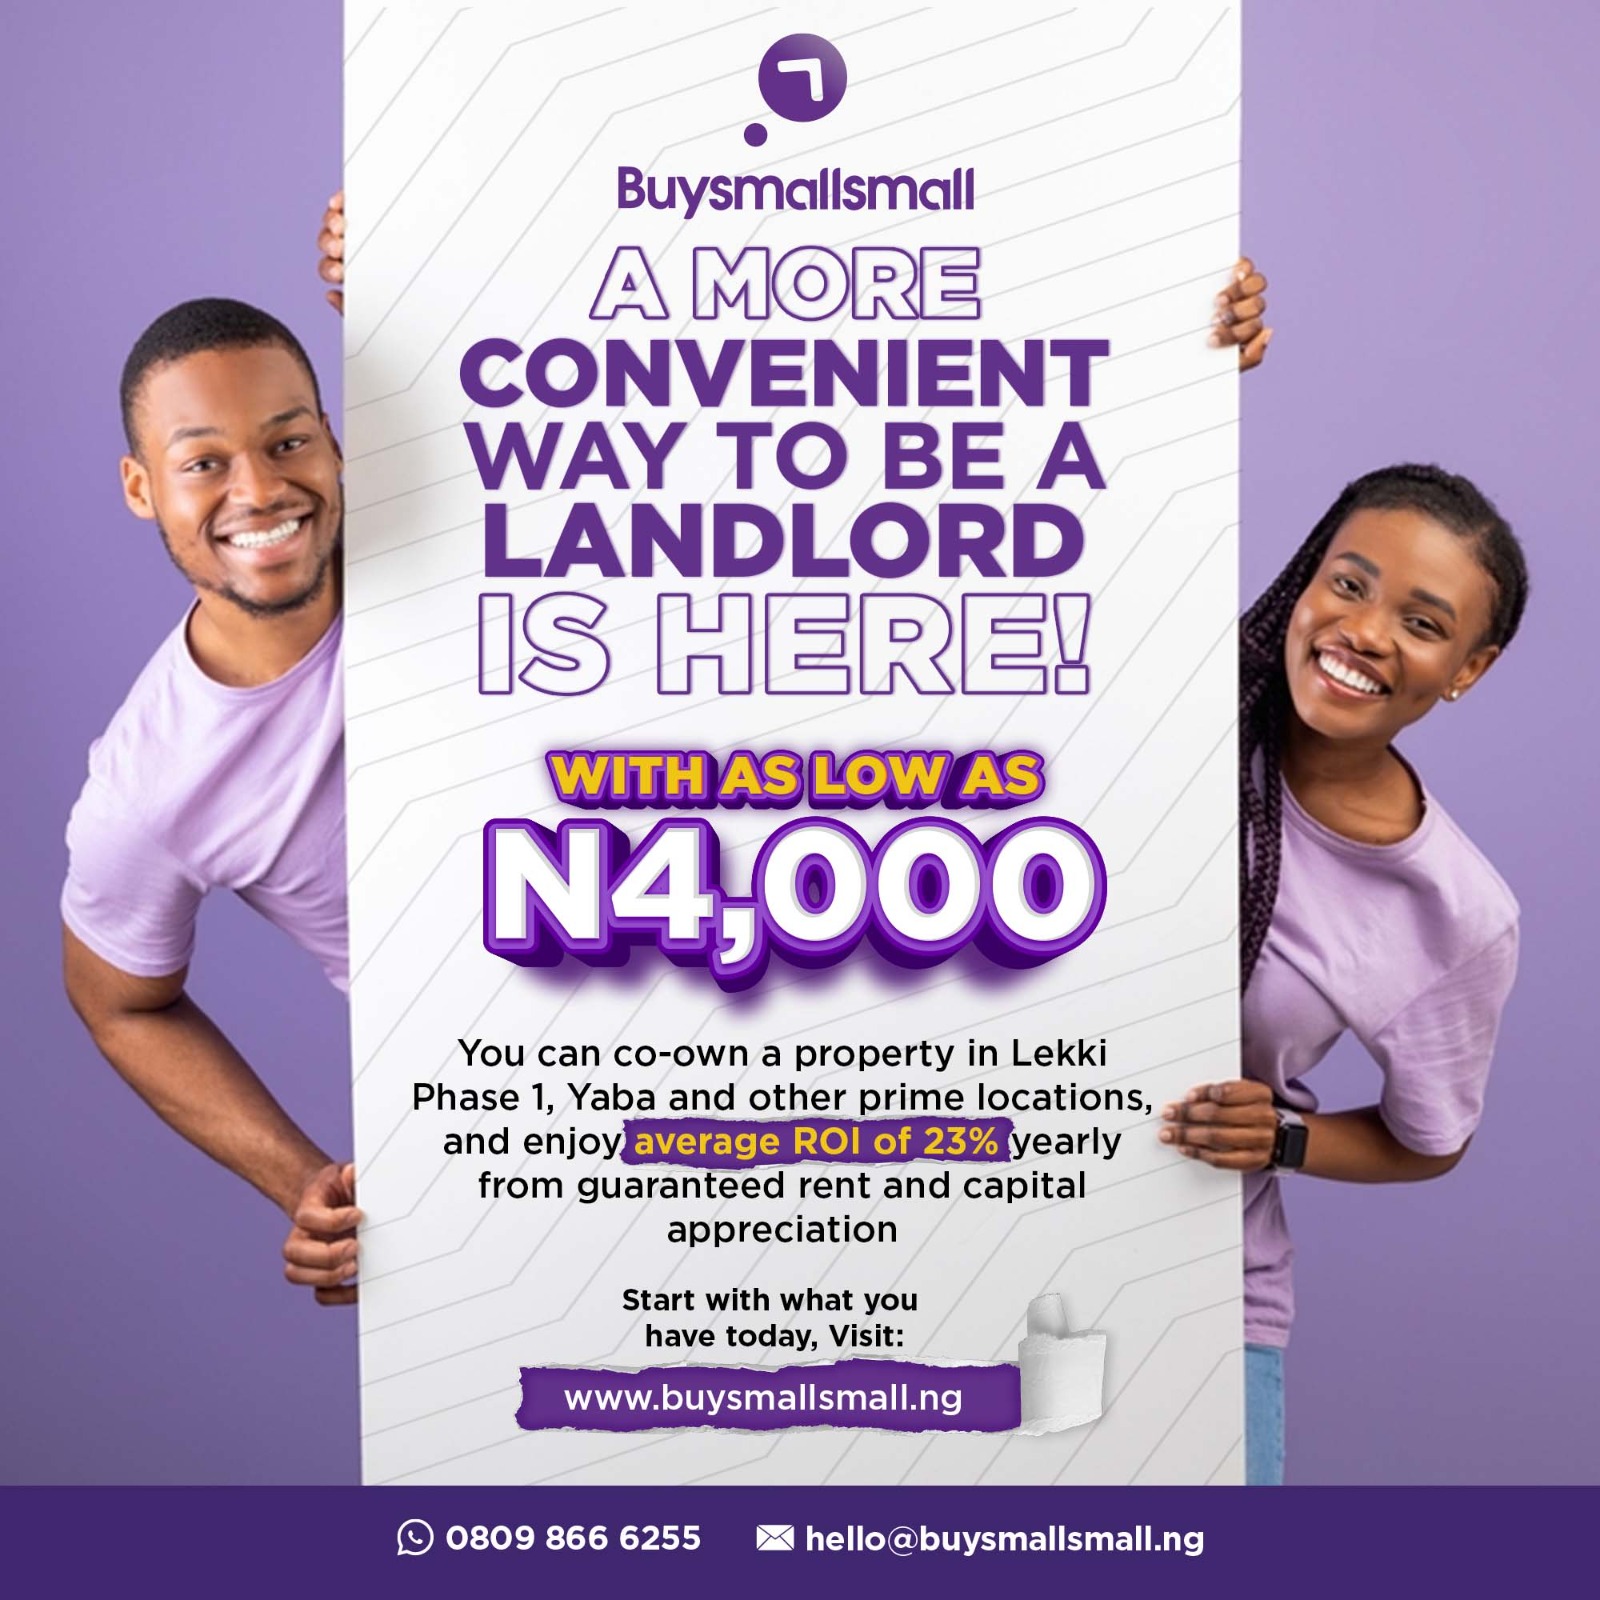 Buysmallsmall
A MORE
CONVENIENT
WAY TO BE A
LANDLORD
IS HERE!
WITH AS LOW AS
N4,000
You can co-own a property in Lekki
Phase 1, Yaba and other prime locations,
and enjoy average ROI of 23% yearly
from guaranteed rent and capital
appreciation
Start with what you
have today, Visit:
www.buysmallsmall.ng
0809 866 6255 hello@buysmallsmall.ng